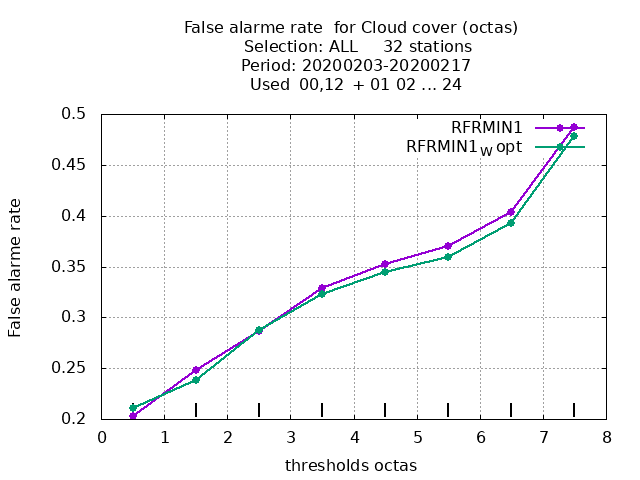 False alarme rate  for Cloud cover (octas)
Selection: ALL     32 stations
Period: 20200203-20200217
Used  00,12  + 01 02 ... 24
0.5
0.45
0.4
0.35
0.3
0.25
0.2
False alarme rate
RFRMIN1
RFRMIN1W opt
0 1 2 3 4 5 6 7 8
thresholds octas